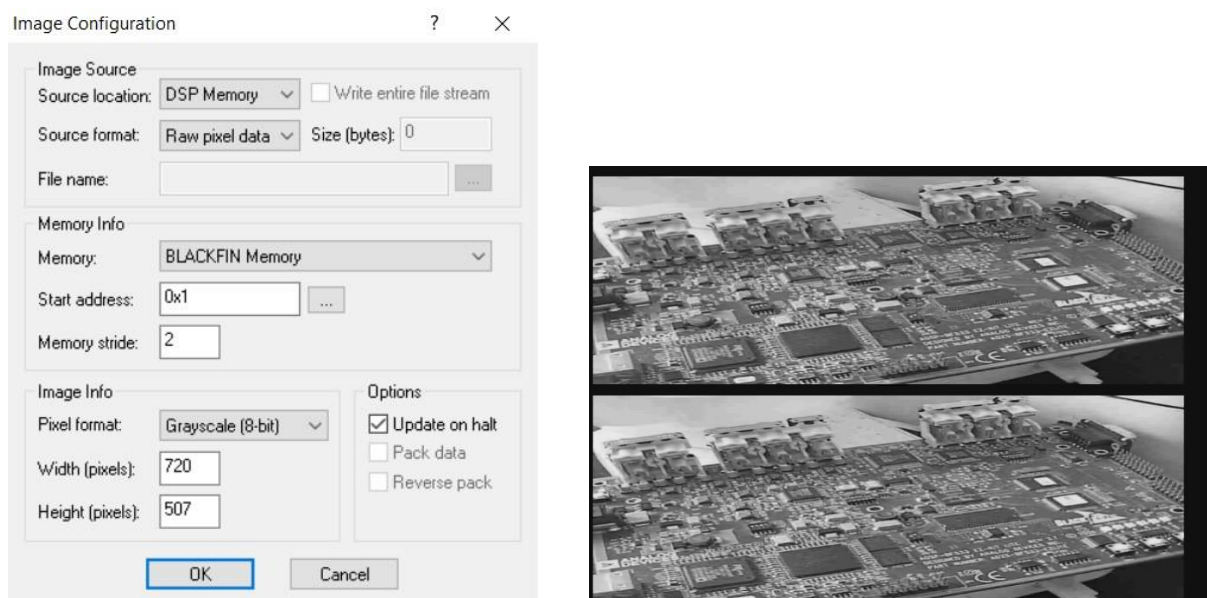 Image Configuration
?
Image Source
Source location: DSP Memory Write entire file stream
Source format: Raw pixel data Size (bytes): 0
File name: ...
Memory Info
Memory: BLACKFIN Memory
Start address: 0x1 ...
Memory stride: 2
Image Info
Pixel format: Grayscale (8-bit)
Width (pixels): 720
Height (pixels): 507
Options
Update on halt
Pack data
Reverse pack
OK
Cancel